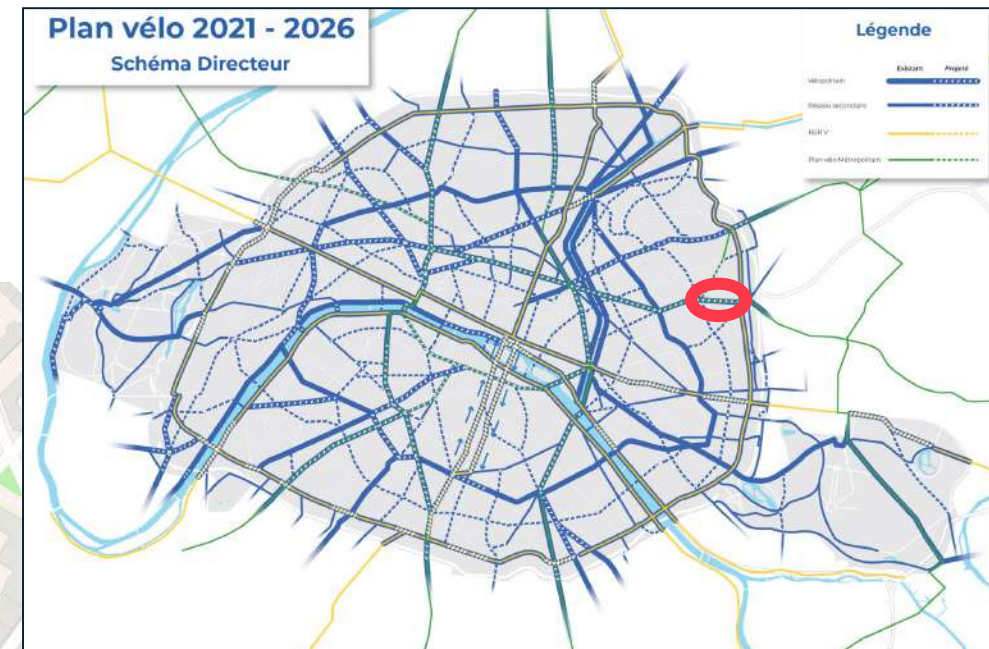 Plan vélo 2021 - 2026
Schéma Directeur
Légende
Existant Projeté
Vélopolitain
Réseau secondaire
RER V
Plan vélo Métropolitain